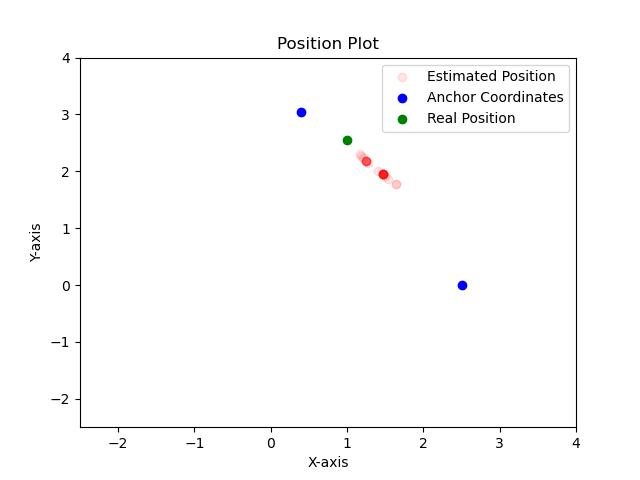 Position Plot
Estimated Position
Anchor Coordinates
Real Position
4
3
2
1
0
−1
−2
Y-axis
−2 −1 0 1 2 3 4
X-axis